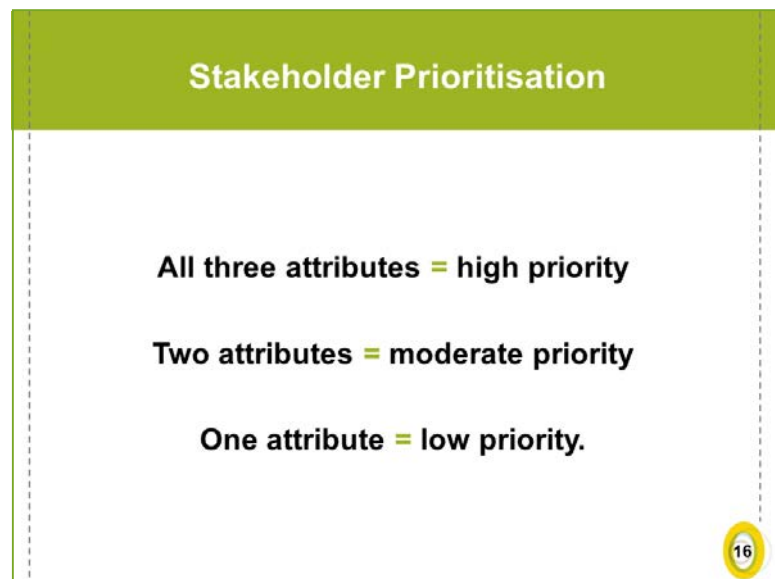 Stakeholder Prioritisation
All three attributes = high priority
Two attributes = moderate priority
One attribute = low priority.
16